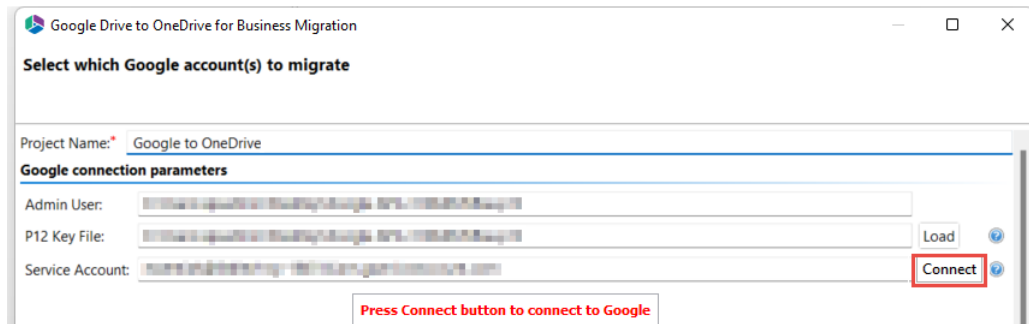 Google Drive to OneDrive for Business Migration
Select which Google account(s) to migrate
Project Name:* Google to OneDrive
Google connection parameters
Admin User:
P12 Key File: Load
Service Account: Connect
Press Connect button to connect to Google